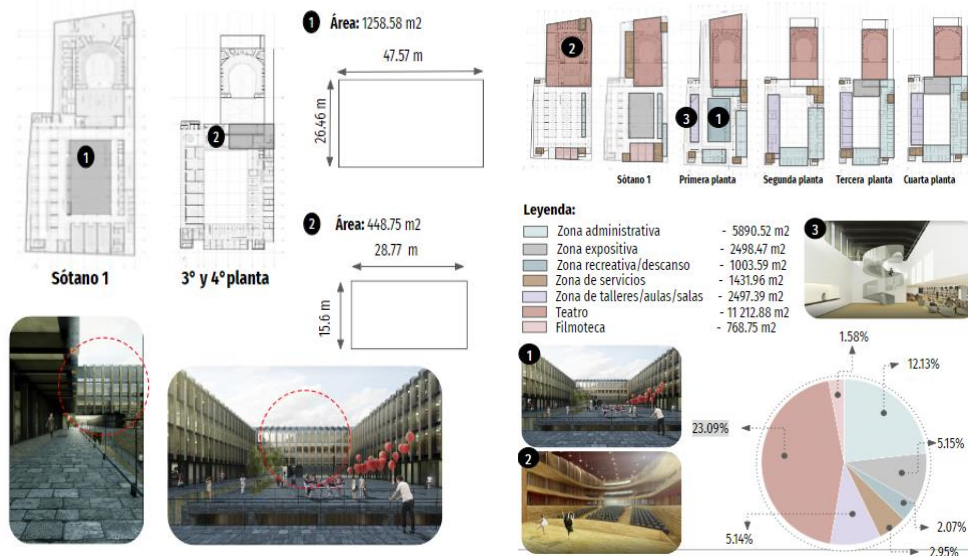 1 Área: 1258.58 m2
47.57 m
26.46 m
1
2
Sótano 1
3° y 4°planta
2 Área: 448.75 m2
28.77 m
15.6 m
2
3
1
Sótano 1
Primera planta
Segunda planta
Tercera planta
Cuarta planta
Leyenda:
Zona administrativa - 5890.52 m2
Zona expositiva - 2498.47 m2
Zona recreativa/descanso - 1003.59 m2
Zona de servicios - 1431.96 m2
Zona de talleres/aulas/salas - 2497.39 m2
Teatro - 11 212.88 m2
Filmoteca - 768.75 m2
3
1
2
1.58%
12.13%
23.09%
5.15%
2.07%
5.14%
2.95%